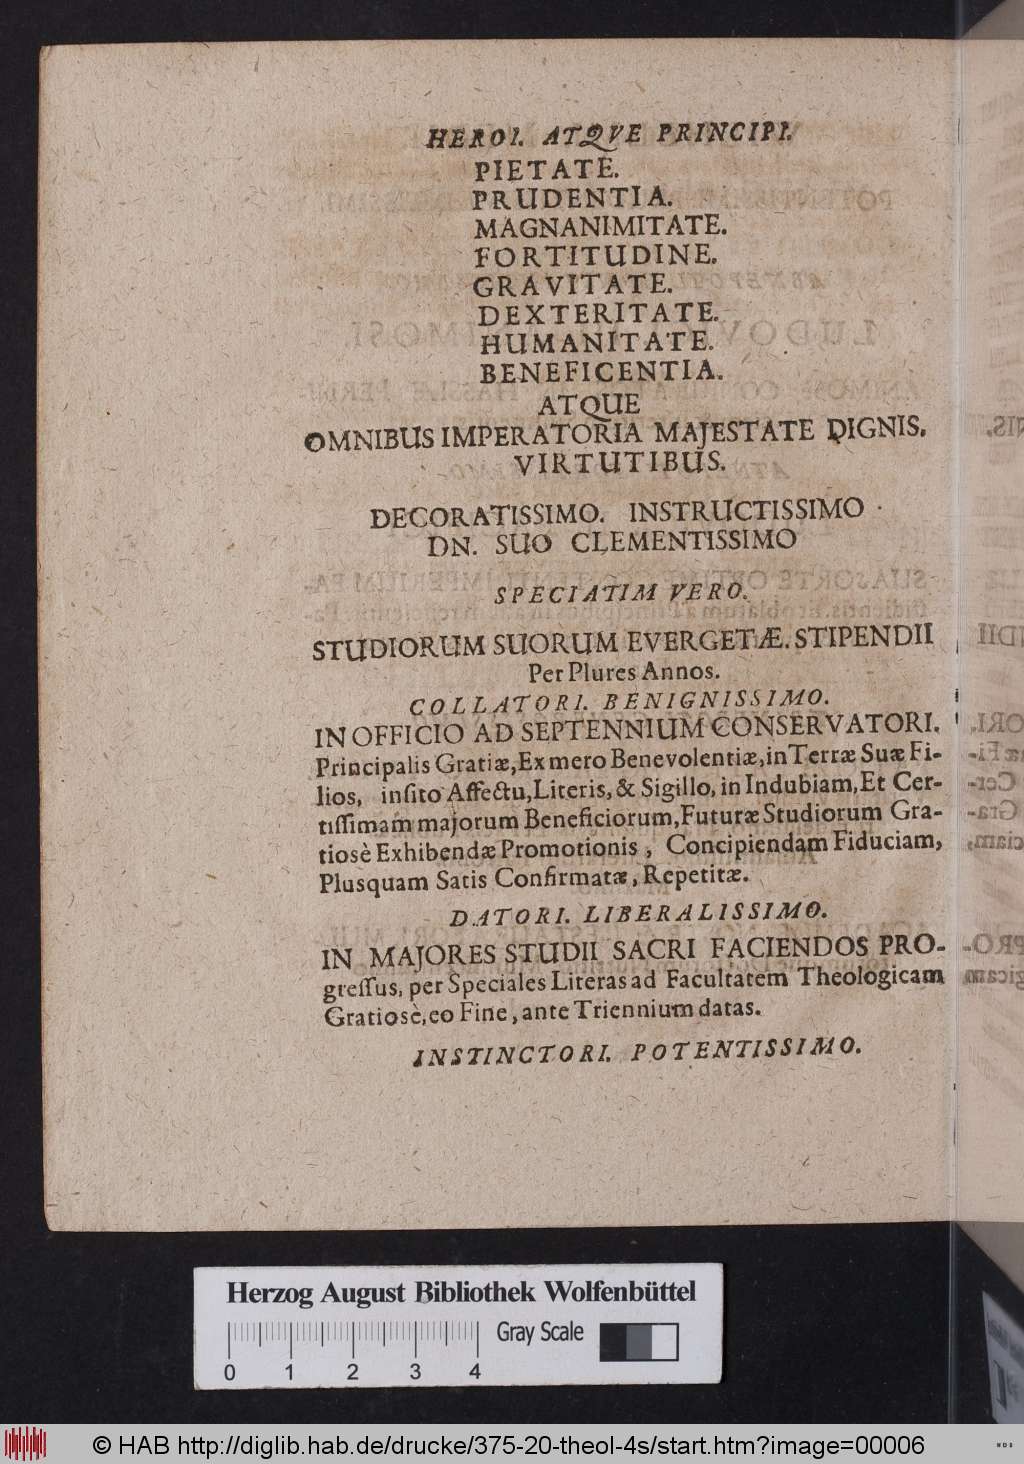 HEROI. ATQVE PRINCIPI.
PIETATE.
PRUDENTIA.
MAGNANIMITATE.
FORTITUDINE.
GRAVITATE.
DEXTERITATE.
HUMANITATE.
BENEFICENTIA.
ATQUE
OMNIBUS IMPERATORIA MAJESTATE DIGNIS.
VIRTUTIBUS.
DECORATISSIMO. INSTRUCTISSIMO
DN. SUO CLEMENTISSIMO
SPECIATIM VERO.
STUDIORUM SUORUM EVERGETÆ. STIPENDII
Per Plures Annos.
COLLATORI. BENIGNISSIMO.
IN OFFICIO AD SEPTENNIUM CONSERVATORI.
Principalis Gratiæ, Ex mero Benevolentiæ, in Terræ Suæ Fi-
lios, insito Affectu, Literis, & Sigillo, in Indubiam, Et Cer-
tissimam majorum Beneficiorum, Futuræ Studiorum Gra-
tiosè Exhibendæ Promotionis, Concipiendam Fiduciam,
Plusquam Satis Confirmatæ, Repetitæ.
DATORI. LIBERALISSIMO.
IN MAJORES STUDII SACRI FACIENDOS PRO-
gressus, per Speciales Literas ad Facultatem Theologicam
Gratiosè, eo Fine, ante Triennium datas.
INSTINCTORI. POTENTISSIMO.
Herzog August Bibliothek Wolfenbüttel
Gray Scale
0 1 2 3 4
© HAB http://diglib.hab.de/drucke/375-20-theol-4s/start.htm?image=00006